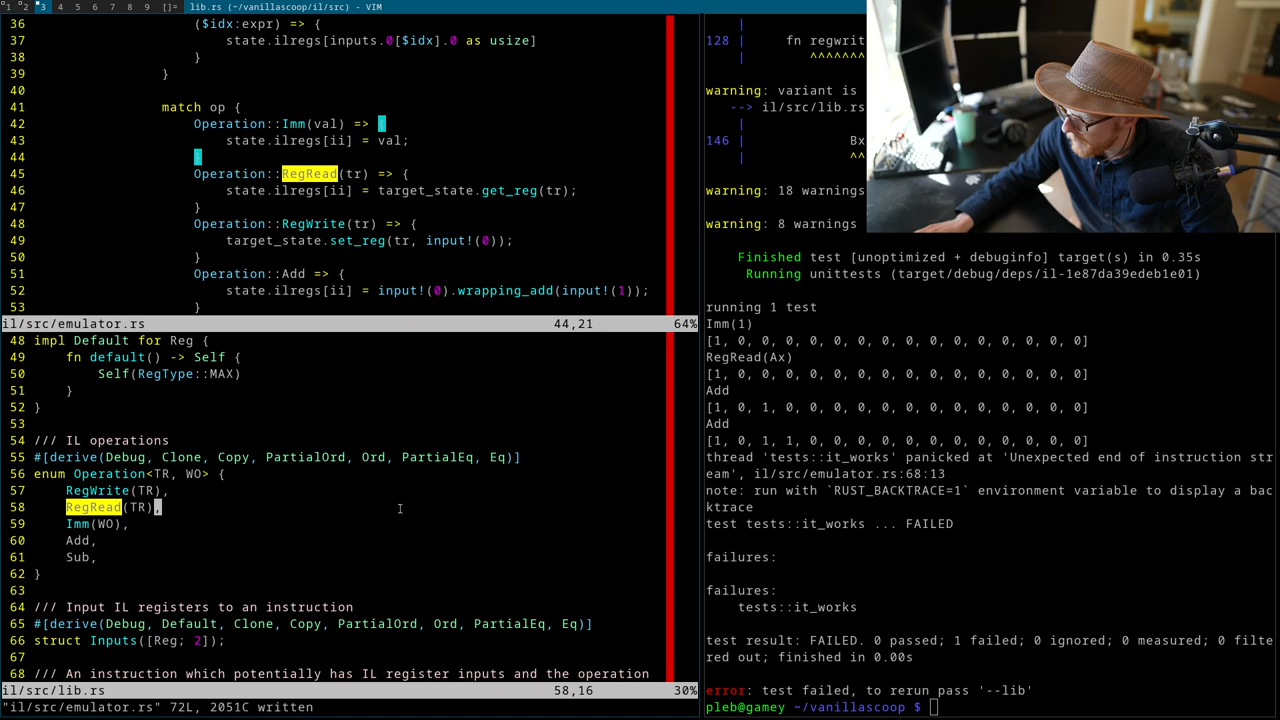 1 2 3 4 5 6 7 8 9 []= lib.rs (~/vanillascoop/il/src) - VIM
36 ($idx:expr) => {
37 state.ilregs[inputs.0[$idx].0 as usize]
38 }
39 }
40
41 match op {
42 Operation::Imm(val) => {
43 state.ilregs[ii] = val;
44 }
45 Operation::RegRead(tr) => {
46 state.ilregs[ii] = target_state.get_reg(tr);
47 }
48 Operation::RegWrite(tr) => {
49 target_state.set_reg(tr, input!(0));
50 }
51 Operation::Add => {
52 state.ilregs[ii] = input!(0).wrapping_add(input!(1));
53 }
il/src/emulator.rs 44,21 64%
48 impl Default for Reg {
49 fn default() -> Self {
50 Self(RegType::MAX)
51 }
52 }
53
54 /// IL operations
55 #[derive(Debug, Clone, Copy, PartialOrd, Ord, PartialEq, Eq)]
56 enum Operation<TR, WO> {
57 RegWrite(TR),
58 RegRead(TR),
59 Imm(WO),
60 Add,
61 Sub,
62 }
63
64 /// Input IL registers to an instruction
65 #[derive(Debug, Default, Clone, Copy, PartialOrd, Ord, PartialEq, Eq)]
66 struct Inputs([Reg; 2]);
67
68 /// An instruction which potentially has IL register inputs and the operation
il/src/lib.rs 58,16 30%
"il/src/emulator.rs" 72L, 2051C written
|
128 | fn regwrit
| ^^^^^^^
warning: variant is
--> il/src/lib.rs
|
146 | Bx
| ^^
warning: 18 warnings
warning: 8 warnings
Finished test [unoptimized + debuginfo] target(s) in 0.35s
Running unittests (target/debug/deps/il-1e87da39edeb1e01)
running 1 test
Imm(1)
[1, 0, 0, 0, 0, 0, 0, 0, 0, 0, 0, 0, 0, 0, 0, 0]
RegRead(Ax)
[1, 0, 0, 0, 0, 0, 0, 0, 0, 0, 0, 0, 0, 0, 0, 0]
Add
[1, 0, 1, 0, 0, 0, 0, 0, 0, 0, 0, 0, 0, 0, 0, 0]
Add
[1, 0, 1, 1, 0, 0, 0, 0, 0, 0, 0, 0, 0, 0, 0, 0]
thread 'tests::it_works' panicked at 'Unexpected end of instruction str
eam', il/src/emulator.rs:68:13
note: run with `RUST_BACKTRACE=1` environment variable to display a bac
ktrace
test tests::it_works ... FAILED
failures:
failures:
tests::it_works
test result: FAILED. 0 passed; 1 failed; 0 ignored; 0 measured; 0 filte
red out; finished in 0.00s
error: test failed, to rerun pass '--lib'
pleb@gamey ~/vanillascoop $